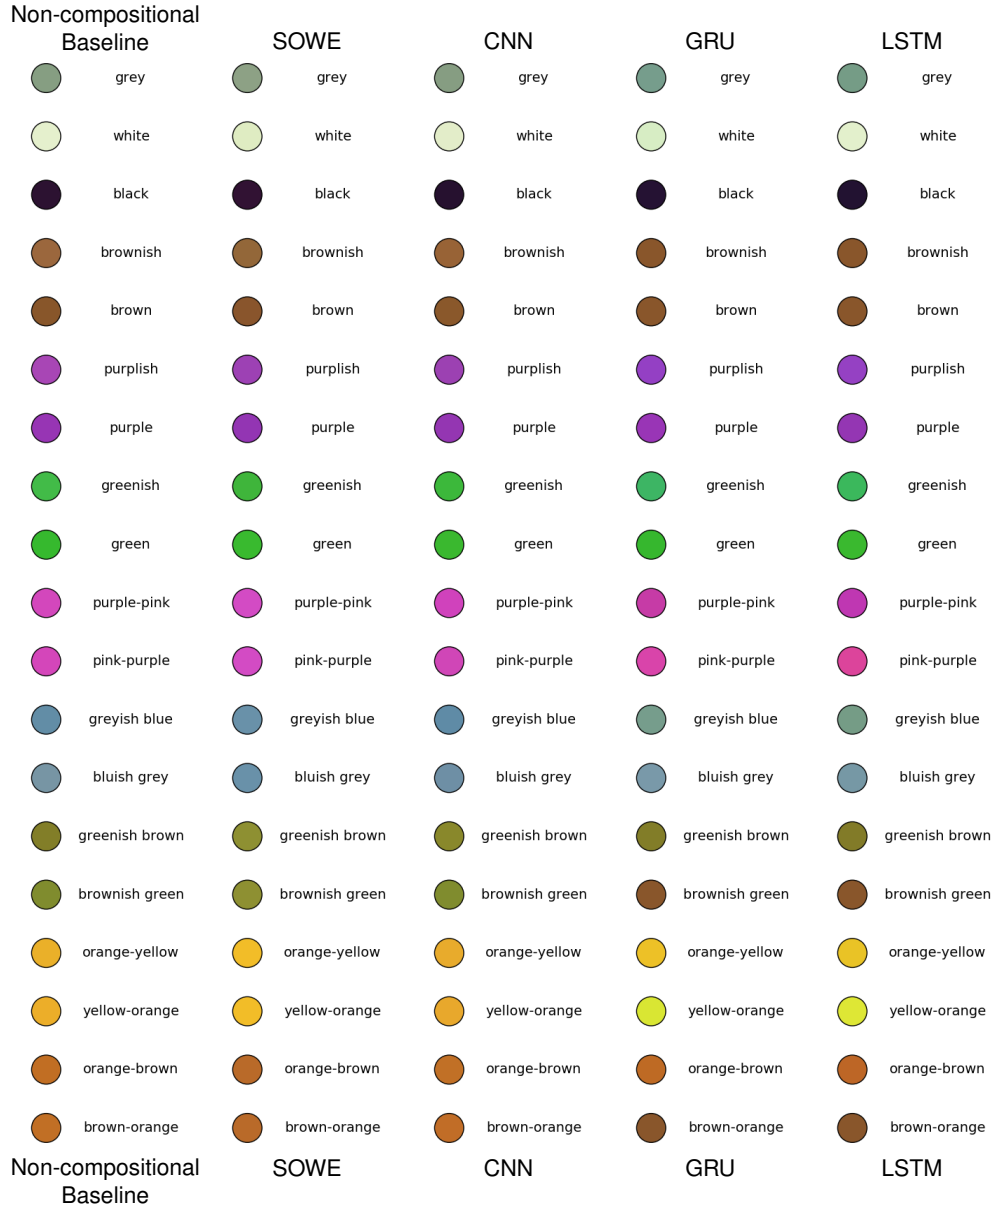 Non-compositional
Baseline SOWE CNN GRU LSTM
grey grey grey grey grey
white white white white white
black black black black black
brownish brownish brownish brownish brownish
brown brown brown brown brown
purplish purplish purplish purplish purplish
purple purple purple purple purple
greenish greenish greenish greenish greenish
green green green green green
purple-pink purple-pink purple-pink purple-pink purple-pink
pink-purple pink-purple pink-purple pink-purple pink-purple
greyish blue greyish blue greyish blue greyish blue greyish blue
bluish grey bluish grey bluish grey bluish grey bluish grey
greenish brown greenish brown greenish brown greenish brown greenish brown
brownish green brownish green brownish green brownish green brownish green
orange-yellow orange-yellow orange-yellow orange-yellow orange-yellow
yellow-orange yellow-orange yellow-orange yellow-orange yellow-orange
orange-brown orange-brown orange-brown orange-brown orange-brown
brown-orange brown-orange brown-orange brown-orange brown-orange
Non-compositional SOWE CNN GRU LSTM
Baseline